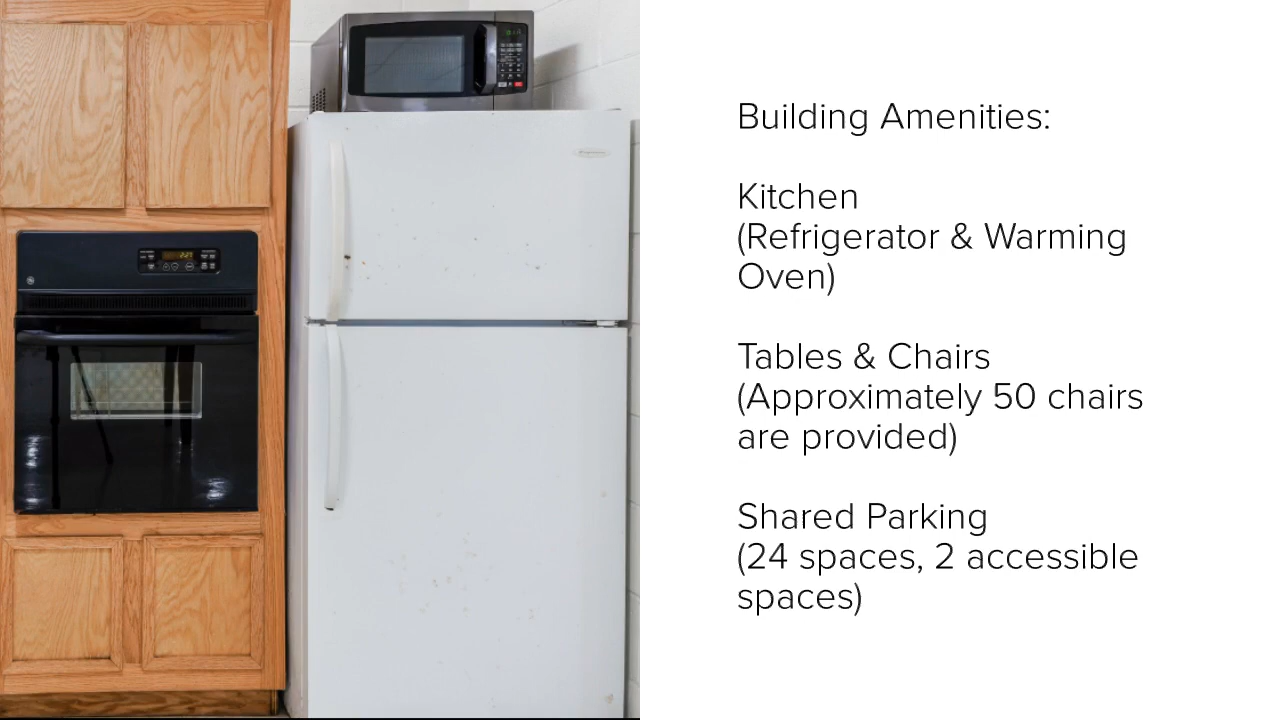 Building Amenities:
Kitchen
(Refrigerator & Warming
Oven)
Tables & Chairs
(Approximately 50 chairs
are provided)
Shared Parking
(24 spaces, 2 accessible
spaces)